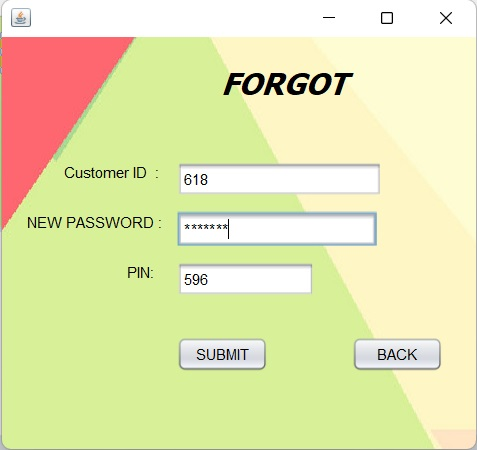 FORGOT
Customer ID :
618
NEW PASSWORD :
*******
PIN:
596
SUBMIT
BACK